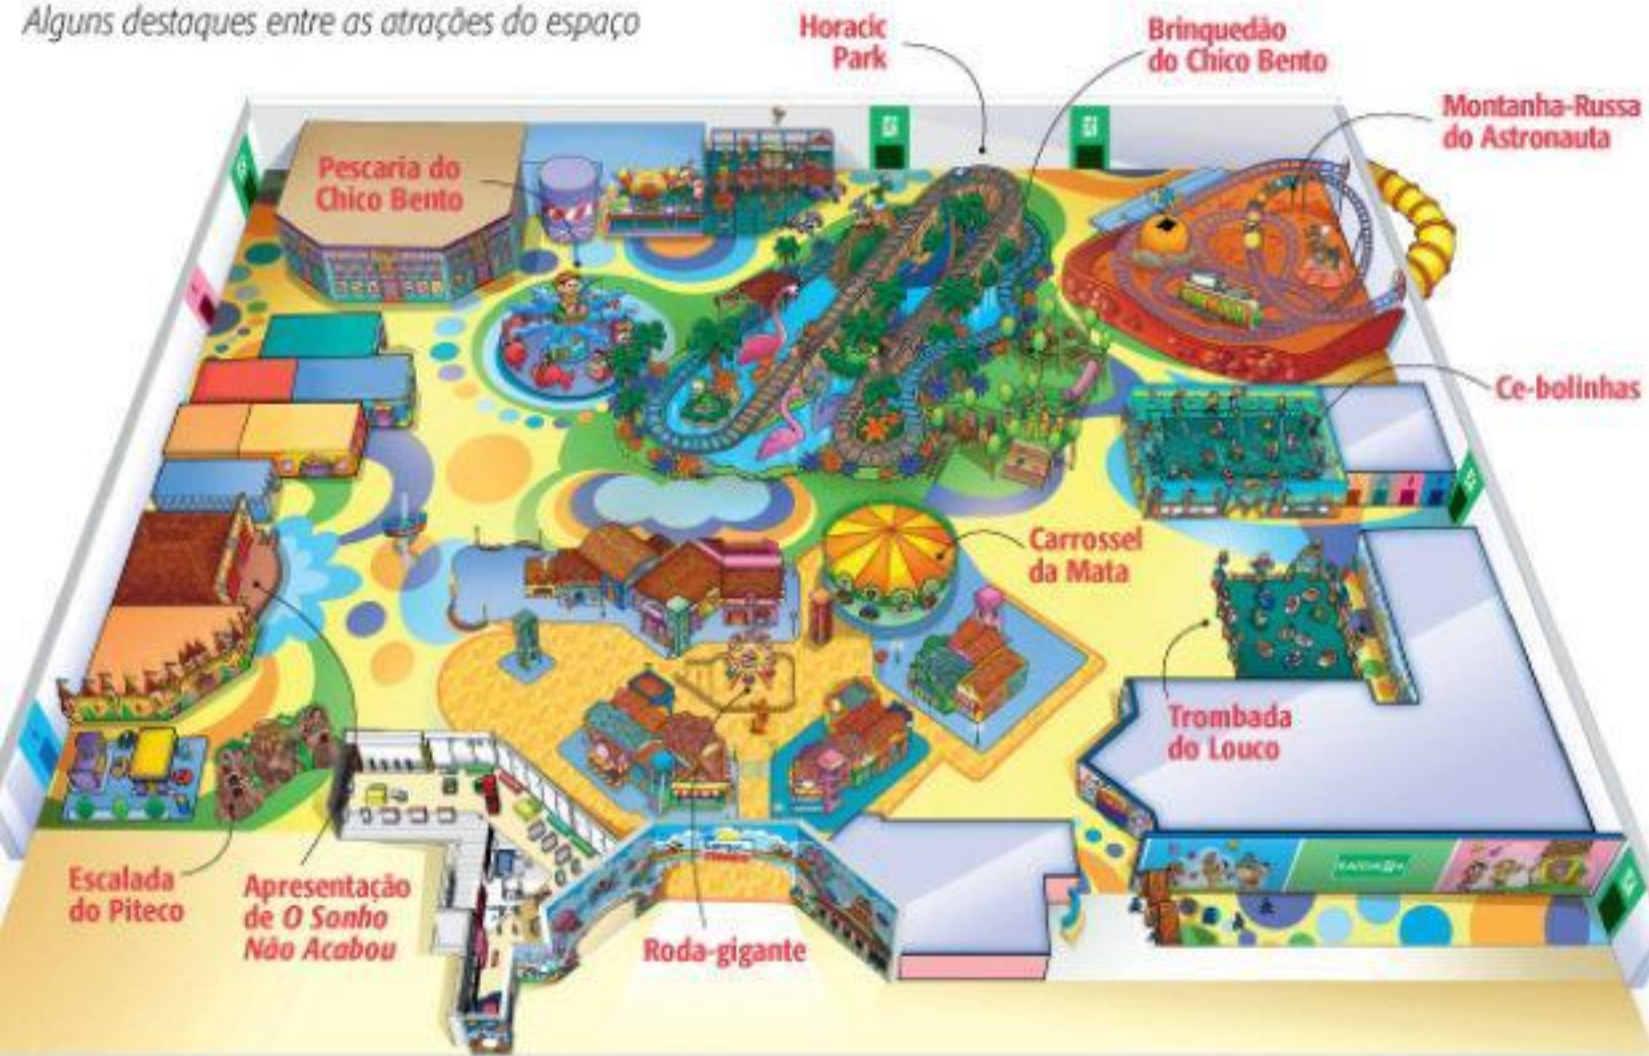 Alguns destaques entre as atrações do espaço
Horacic
Park
Brinquedão
do Chico Bento
Montanha-Russa
do Astronauta
Pescaria do
Chico Bento
Ce-bolinhas
Carrossel
da Mata
Trombada
do Louco
Escalada
do Piteco
Apresentação
de O Sonho
Não Acabou
Roda-gigante